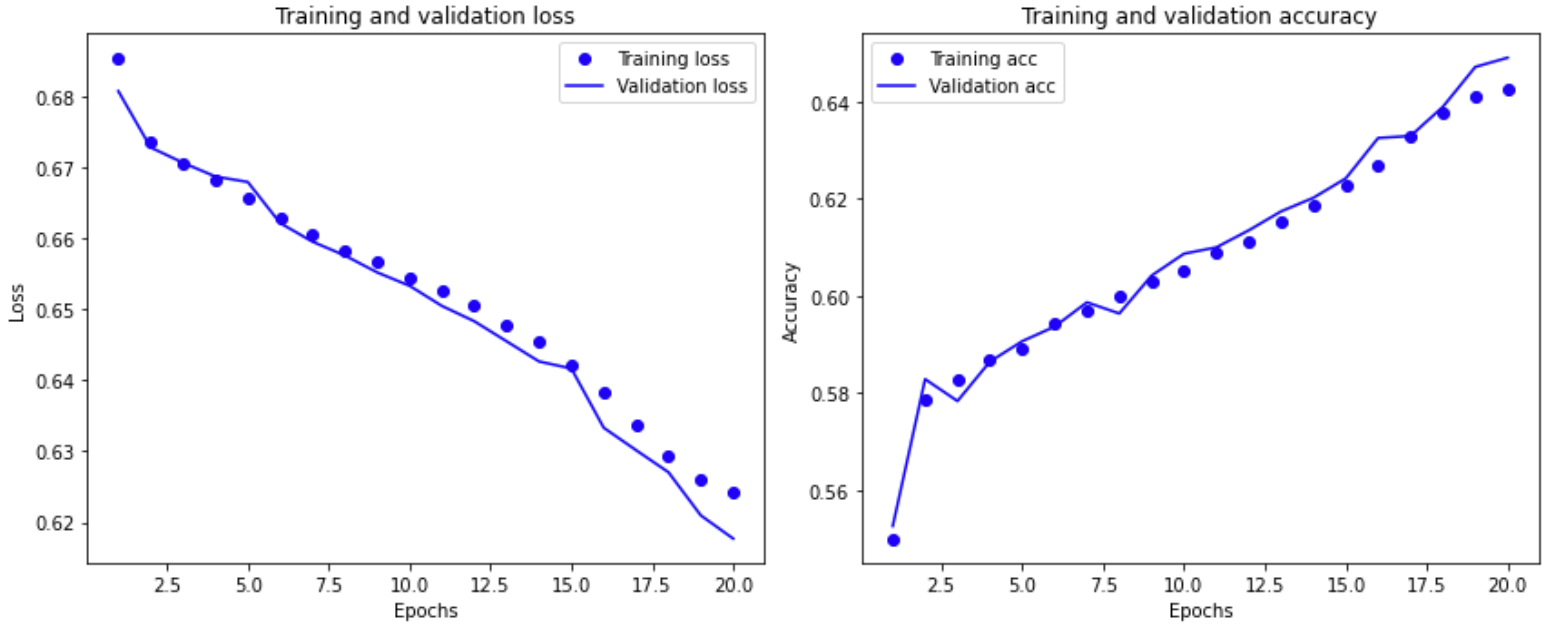 Training and validation loss
Training loss
Validation loss
0.68
0.67
0.66
0.65
0.64
0.63
0.62
Loss
2.5 5.0 7.5 10.0 12.5 15.0 17.5 20.0
Epochs
Training and validation accuracy
Training acc
Validation acc
0.64
0.62
0.60
0.58
0.56
Accuracy
2.5 5.0 7.5 10.0 12.5 15.0 17.5 20.0
Epochs